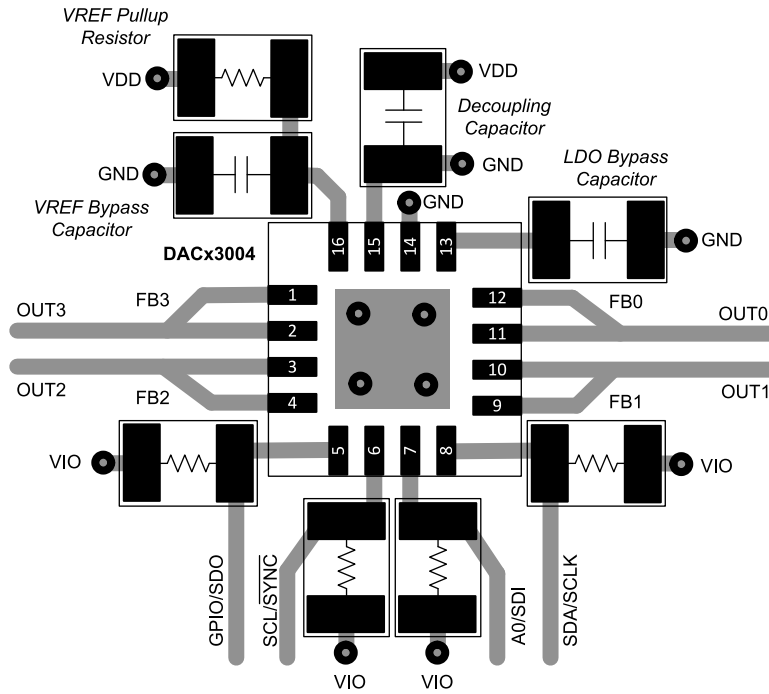 VREF Pullup
Resistor
VDD
VDD
Decoupling
Capacitor
GND
GND
LDO Bypass
Capacitor
VREF Bypass
Capacitor
GND
GND
DACx3004
16
15
14
13
1
2
3
4
12
11
10
9
5
6
7
8
FB3
OUT3
OUT2
FB2
FB0
OUT0
OUT1
FB1
VIO
VIO
GPIO/SDO
SCL/SYNC
A0/SDI
SDA/SCLK
VIO
VIO